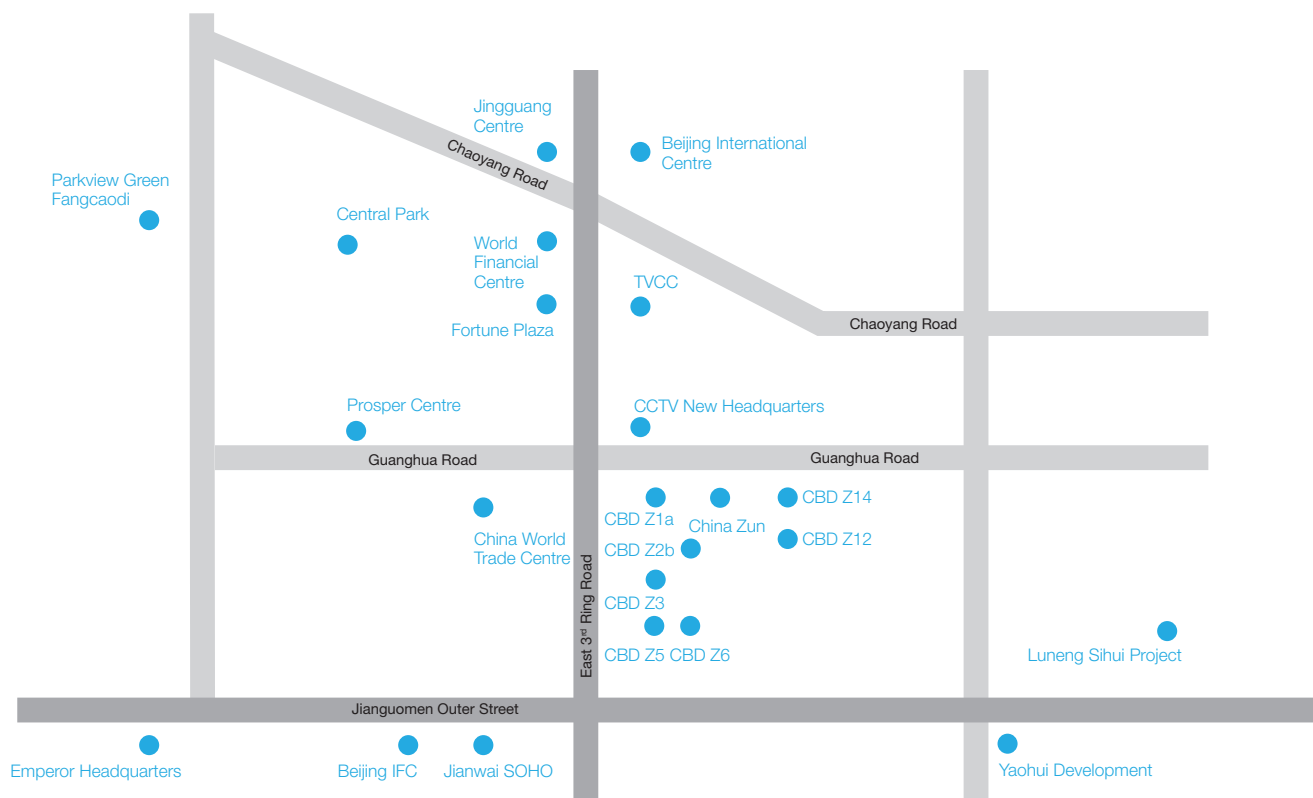 Jingguang
Centre
Beijing International
Centre
Chaoyang Road
Parkview Green
Fangcaodi
Central Park
World
Financial
Centre
TVCC
Fortune Plaza
Chaoyang Road
Prosper Centre
CCTV New Headquarters
Guanghua Road
Guanghua Road
CBD Z14
CBD Z1a
China Zun
China World
Trade Centre
CBD Z2b
CBD Z12
CBD Z3
East 3rd Ring Road
CBD Z5
CBD Z6
Luneng Sihui Project
Jianguomen Outer Street
Emperor Headquarters
Beijing IFC
Jianwai SOHO
Yaohui Development